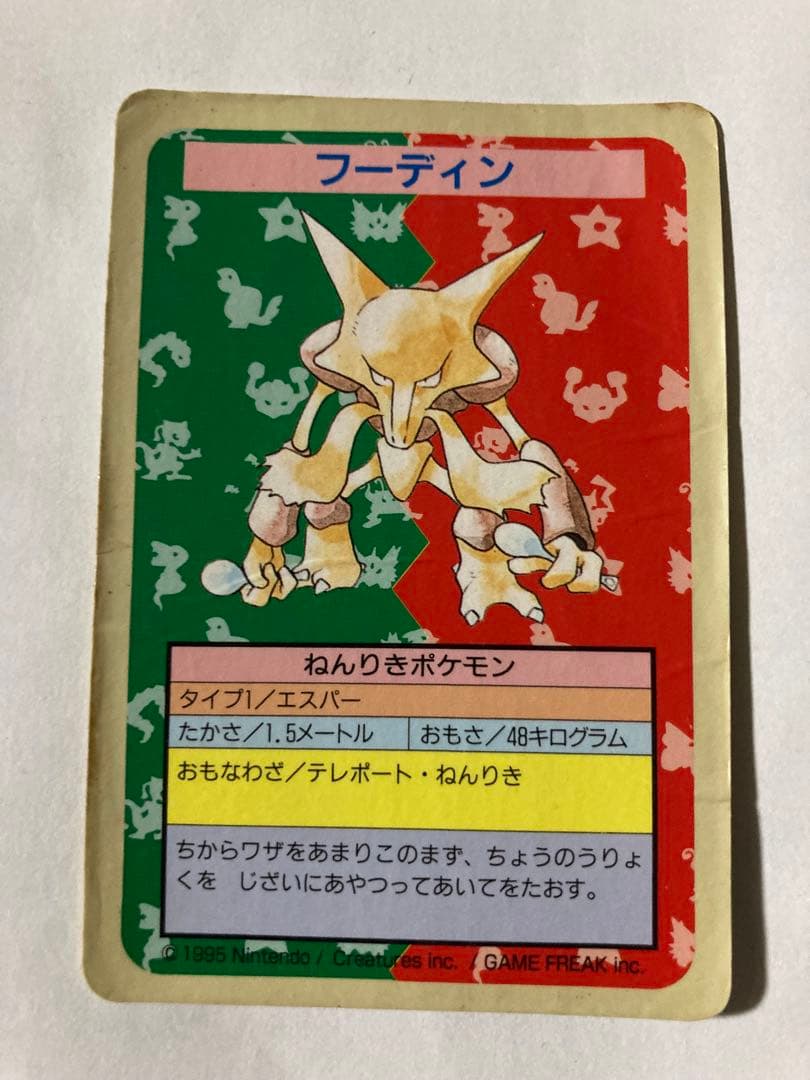 フーディン
ねんりきポケモン
タイプ1／エスパー
たかさ／1.5メートル　おもさ／48キログラム
おもなわざ／テレポート・ねんりき
ちからワザをあまりこのまず、ちょうのうりょ
くを　じざいにあやつってあいてをたおす。
© 1995 Nintendo / Creatures inc. / GAME FREAK inc.